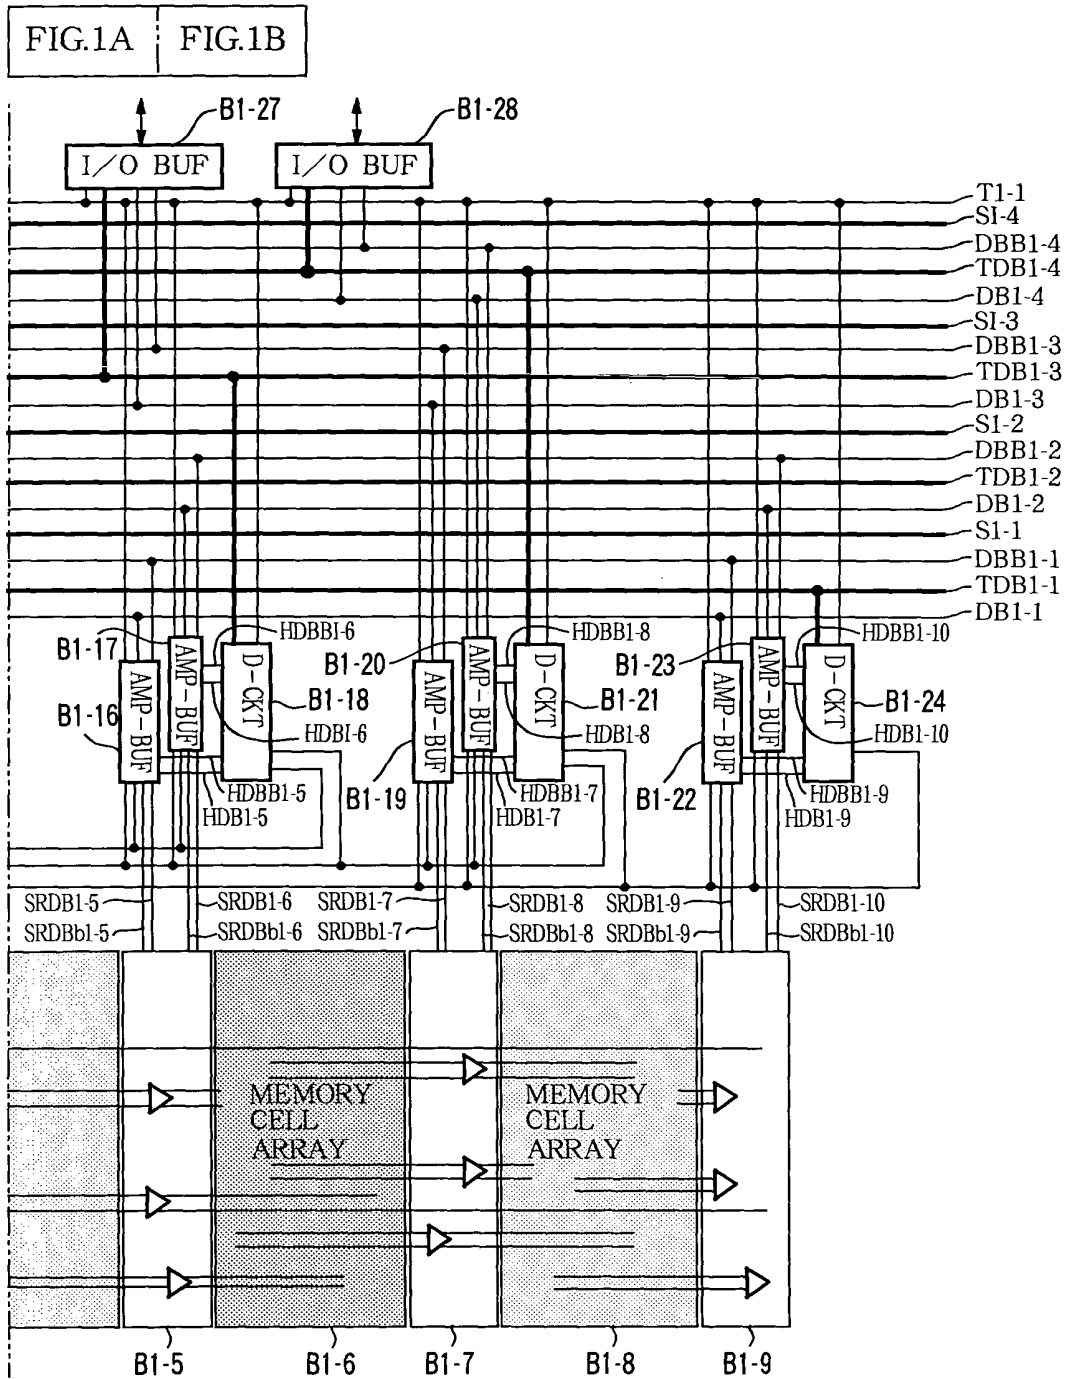 FIG.1A FIG.1B
B1-27
B1-28
I/O BUF
I/O BUF
T1-1
SI-4
DBB1-4
TDB1-4
DB1-4
SI-3
DBB1-3
TDB1-3
DB1-3
S1-2
DBB1-2
TDB1-2
DB1-2
S1-1
DBB1-1
TDB1-1
DB1-1
B1-17
HDBBI-6
B1-20
HDBB1-8
B1-23
HDBB1-10
AMP-BUF
D-CKT
AMP-BUF
D-CKT
AMP-BUF
D-CKT
B1-16
AMP-BUF
B1-18
AMP-BUF
B1-21
AMP-BUF
B1-24
HDBI-6
HDB1-8
HDB1-10
B1-19
B1-22
HDBB1-5
HDBB1-7
HDBB1-9
HDB1-5
HDB1-7
HDB1-9
SRDB1-5
SRDB1-6
SRDB1-7
SRDB1-8
SRDB1-9
SRDB1-10
SRDBb1-5
SRDBb1-6
SRDBb1-7
SRDBb1-8
SRDBb1-9
SRDBb1-10
MEMORY
CELL
ARRAY
MEMORY
CELL
ARRAY
B1-5
B1-6
B1-7
B1-8
B1-9